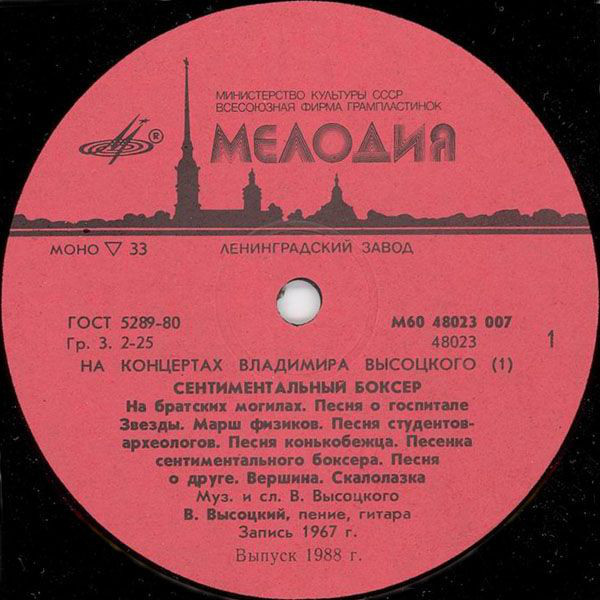 МИНИСТЕРСТВО КУЛЬТУРЫ СССР
ВСЕСОЮЗНАЯ ФИРМА ГРАМПЛАСТИНОК
®
МЕЛОДИЯ
МОНО ▽ 33
ЛЕНИНГРАДСКИЙ ЗАВОД
ГОСТ 5289-80
М60 48023 007
Гр. 3. 2-25
48023
1
НА КОНЦЕРТАХ ВЛАДИМИРА ВЫСОЦКОГО (1)
СЕНТИМЕНТАЛЬНЫЙ БОКСЕР
На братских могилах. Песня о госпитале
Звезды. Марш физиков. Песня студентов-
археологов. Песня конькобежца. Песенка
сентиментального боксера. Песня
о друге. Вершина. Скалолазка
Муз. и сл. В. Высоцкого
В. Высоцкий, пение, гитара
Запись 1967 г.
Выпуск 1988 г.